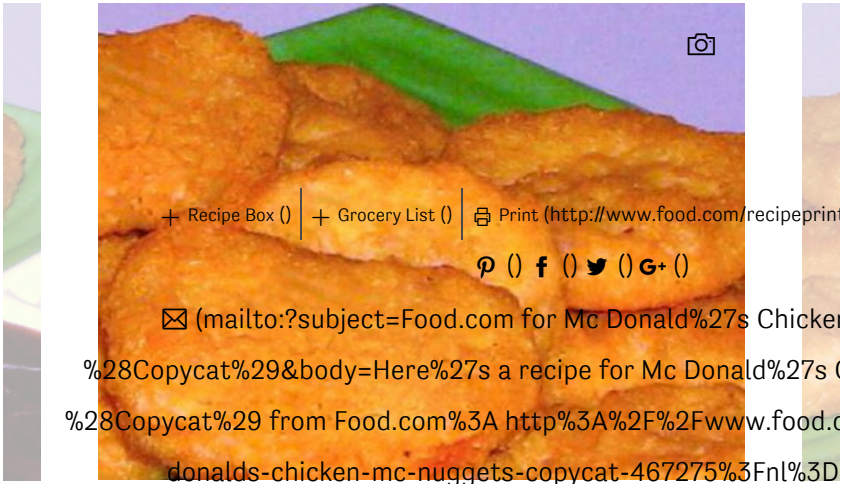 Recipe Box () + Grocery List () Print (http://www.food.com/recipeprint
() f () () G+ ()
(mailto:?subject=Food.com for Mc Donald%27s Chicken
%28Copycat%29&body=Here%27s a recipe for Mc Donald%27s
%28Copycat%29 from Food.com%3A http%3A%2F%2Fwww.food.c
donalds-chicken-mc-nuggets-copycat-467275%3Fnl%3D